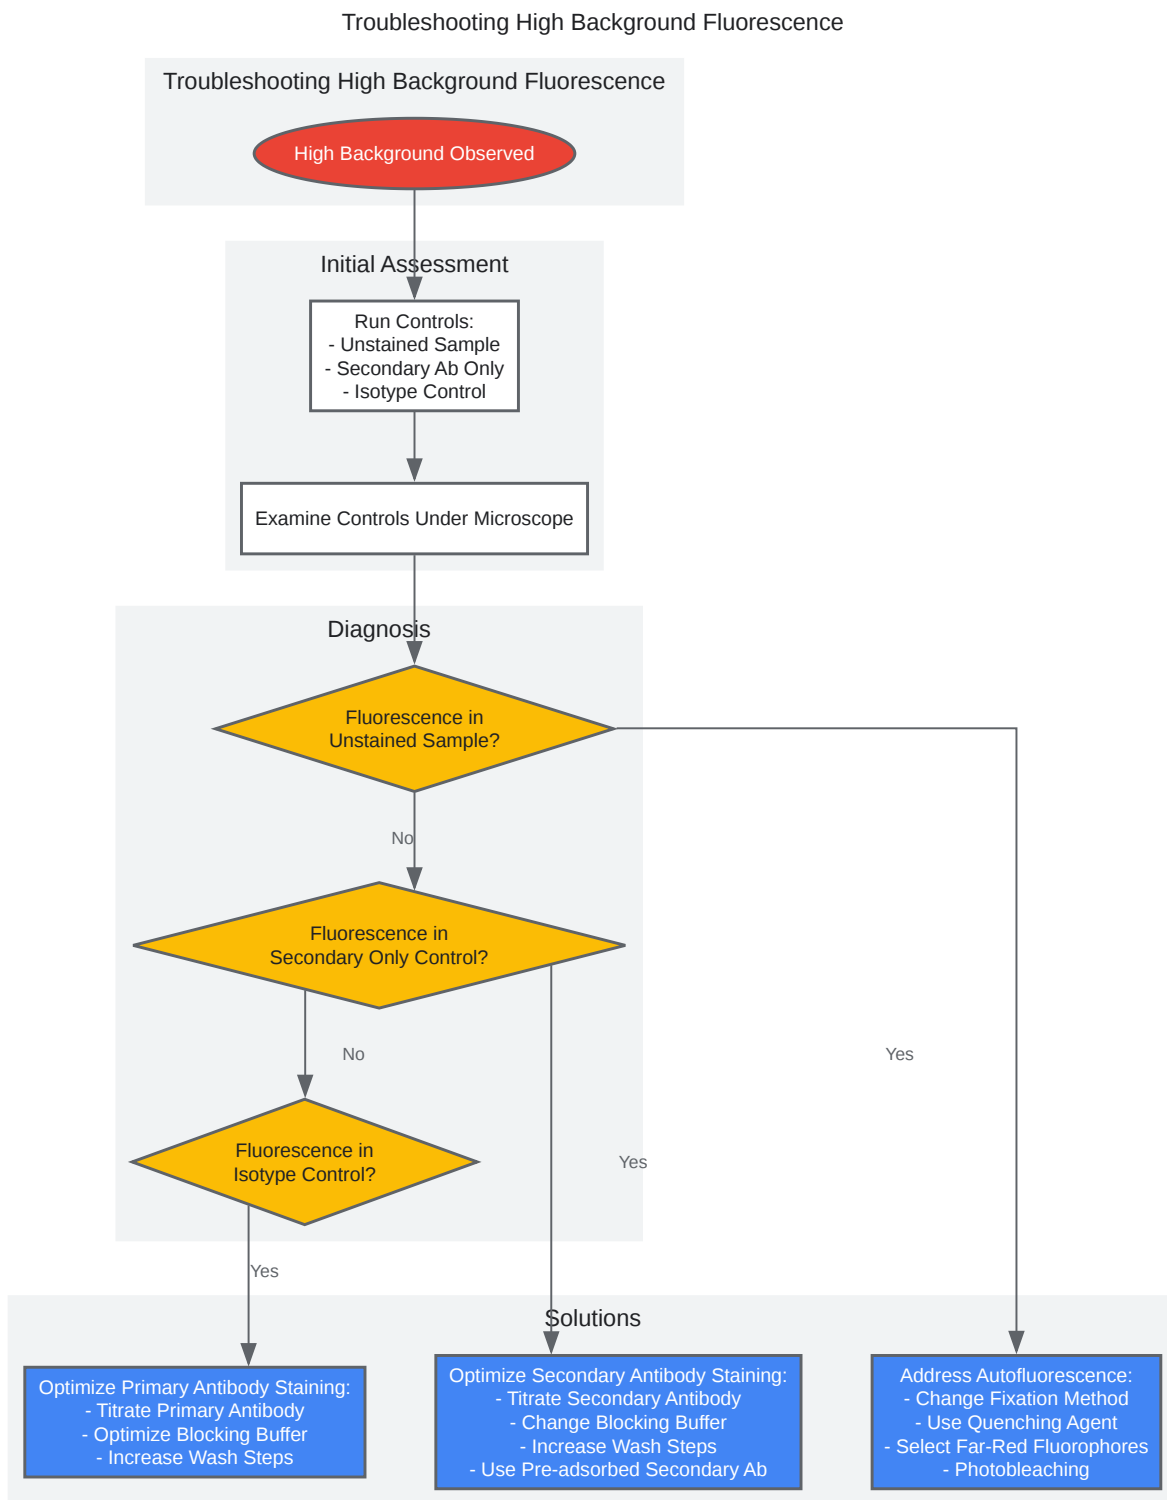 Troubleshooting High Background Fluorescence
Troubleshooting High Background Fluorescence
High Background Observed
Initial Assessment
Run Controls:
- Unstained Sample
- Secondary Ab Only
- Isotype Control
Examine Controls Under Microscope
Diagnosis
Fluorescence in
Unstained Sample?
No
Fluorescence in
Secondary Only Control?
No
Yes
Fluorescence in
Isotype Control?
Yes
Yes
Solutions
Optimize Primary Antibody Staining:
- Titrate Primary Antibody
- Optimize Blocking Buffer
- Increase Wash Steps
Optimize Secondary Antibody Staining:
- Titrate Secondary Antibody
- Change Blocking Buffer
- Increase Wash Steps
- Use Pre-adsorbed Secondary Ab
Address Autofluorescence:
- Change Fixation Method
- Use Quenching Agent
- Select Far-Red Fluorophores
- Photobleaching